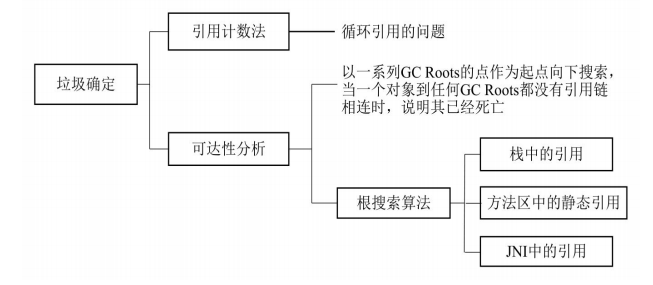 引用计数法
循环引用的问题
垃圾确定
以一系列GC Roots的点作为起点向下搜索，
当一个对象到任何GC Roots都没有引用链
相连时，说明其已经死亡
可达性分析
栈中的引用
根搜索算法
方法区中的静态引用
JNI中的引用